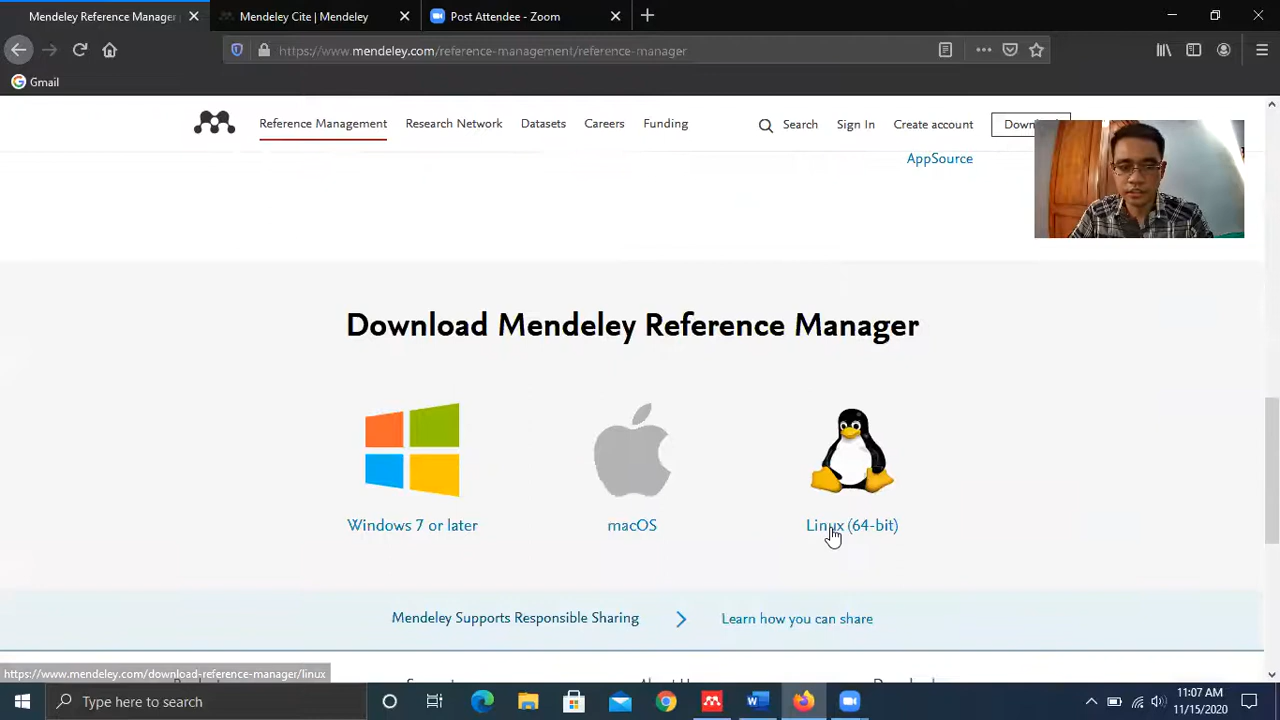 Mendeley Reference Manager
Mendeley Cite | Mendeley
Post Attendee - Zoom
https://www.mendeley.com/reference-management/reference-manager
Gmail
Reference Management
Research Network
Datasets
Careers
Funding
Search
Sign In
Create account
AppSource
Download Mendeley Reference Manager
Windows 7 or later
macOS
Linux (64-bit)
Mendeley Supports Responsible Sharing
Learn how you can share
https://www.mendeley.com/download-reference-manager/linux
Type here to search
11:07 AM
11/15/2020